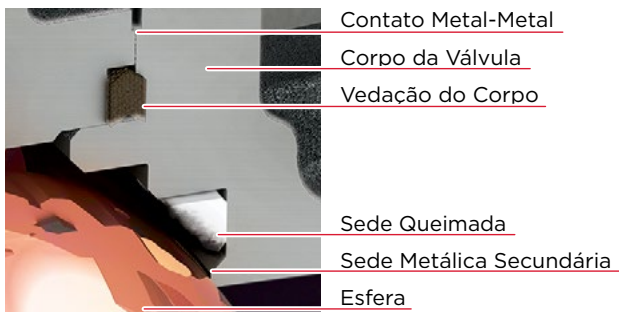 Contato Metal-Metal
Corpo da Válvula
Vedação do Corpo
Sede Queimada
Sede Metálica Secundária
Esfera